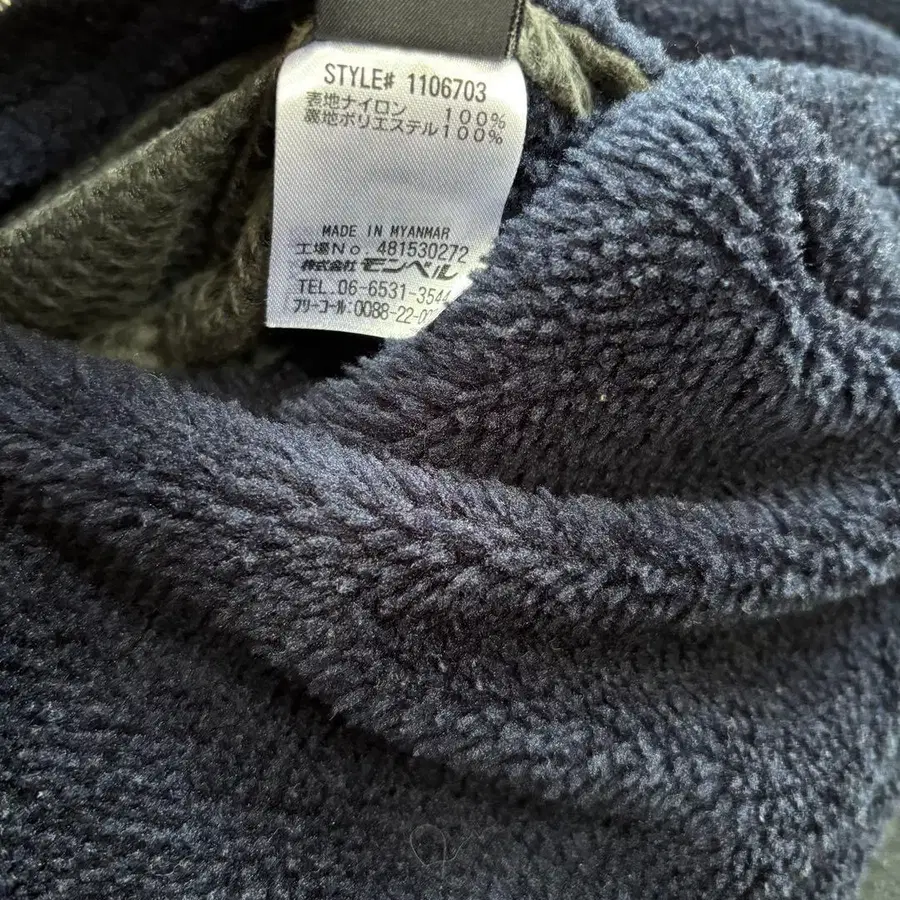 STYLE# 1106703
表地ナイロン 100%
裏地ポリエステル100%
MADE IN MYANMAR
工場No. 481530272
株式会社 モンベル
TEL.06-6531-3544
フリーコール:0088-22-0